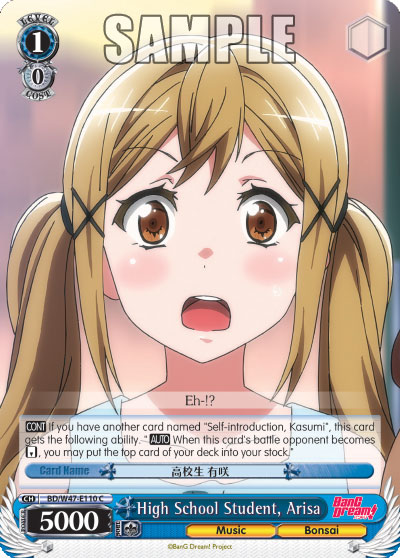 LEVEL
1
SAMPLE
0
COST
Eh-!?
CONT If you have another card named "Self-introduction, Kasumi", this card
gets the following ability. "AUTO When this card's battle opponent becomes
, you may put the top card of your deck into your stock."
Card Name
高校生 有咲
CH BD/W47-E110 C
High School Student, Arisa
BanG Dream!
5000
Music
Bonsai
©BanG Dream! Project